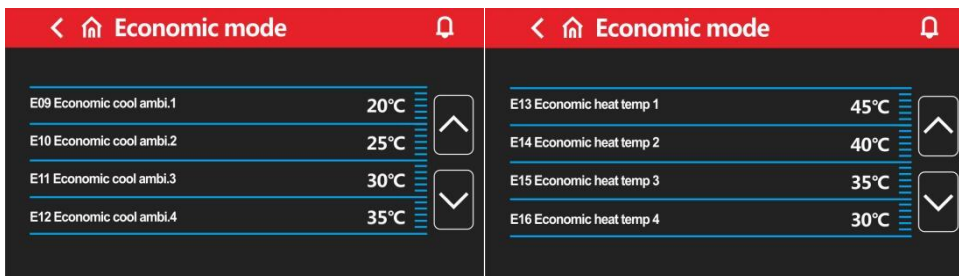 Economic mode
E09 Economic cool ambi.1 20℃
E10 Economic cool ambi.2 25℃
E11 Economic cool ambi.3 30℃
E12 Economic cool ambi.4 35℃
Economic mode
E13 Economic heat temp 1 45℃
E14 Economic heat temp 2 40℃
E15 Economic heat temp 3 35℃
E16 Economic heat temp 4 30℃